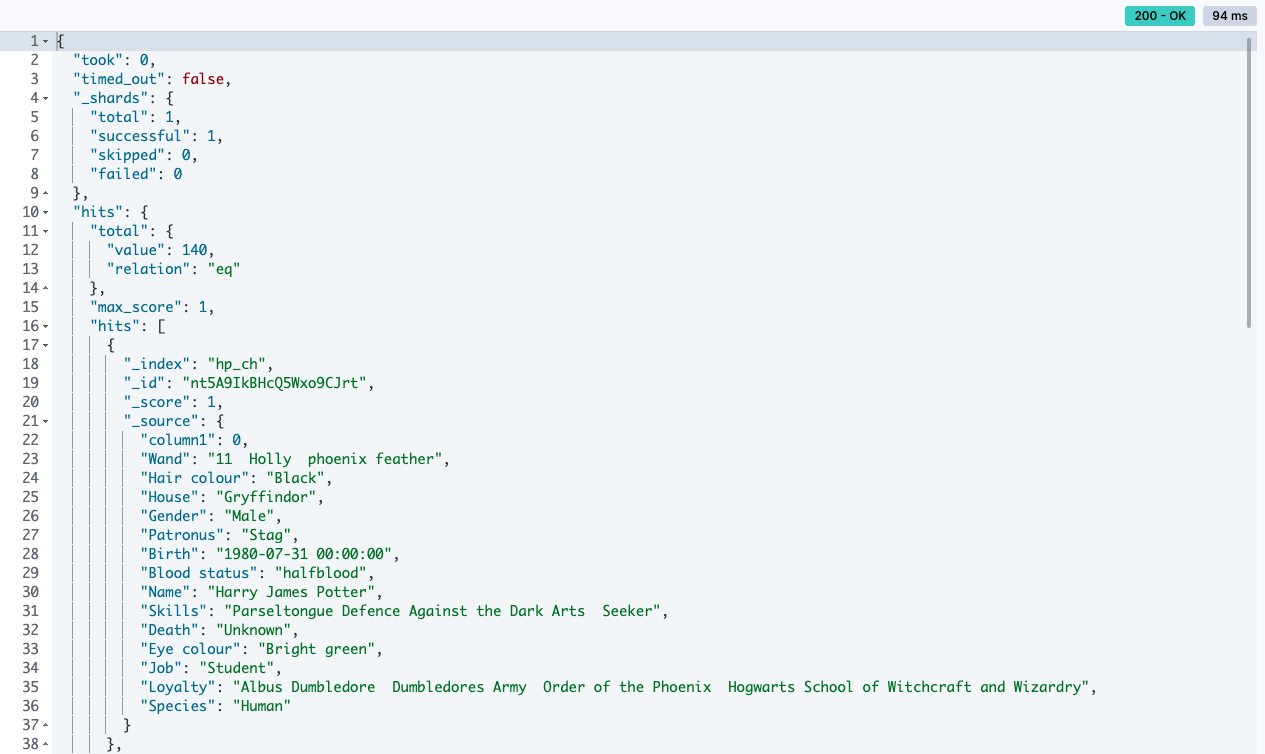 200 - OK 94 ms
1 {
2 "took": 0,
3 "timed_out": false,
4 "_shards": {
5 "total": 1,
6 "successful": 1,
7 "skipped": 0,
8 "failed": 0
9 },
10 "hits": {
11 "total": {
12 "value": 140,
13 "relation": "eq"
14 },
15 "max_score": 1,
16 "hits": [
17 {
18 "_index": "hp_ch",
19 "_id": "nt5A9IkBHcQ5Wxo9CJrt",
20 "_score": 1,
21 "_source": {
22 "column1": 0,
23 "Wand": "11  Holly  phoenix feather",
24 "Hair colour": "Black",
25 "House": "Gryffindor",
26 "Gender": "Male",
27 "Patronus": "Stag",
28 "Birth": "1980-07-31 00:00:00",
29 "Blood status": "halfblood",
30 "Name": "Harry James Potter",
31 "Skills": "Parseltongue Defence Against the Dark Arts  Seeker",
32 "Death": "Unknown",
33 "Eye colour": "Bright green",
34 "Job": "Student",
35 "Loyalty": "Albus Dumbledore  Dumbledores Army  Order of the Phoenix  Hogwarts School of Witchcraft and Wizardry",
36 "Species": "Human"
37 }
38 },